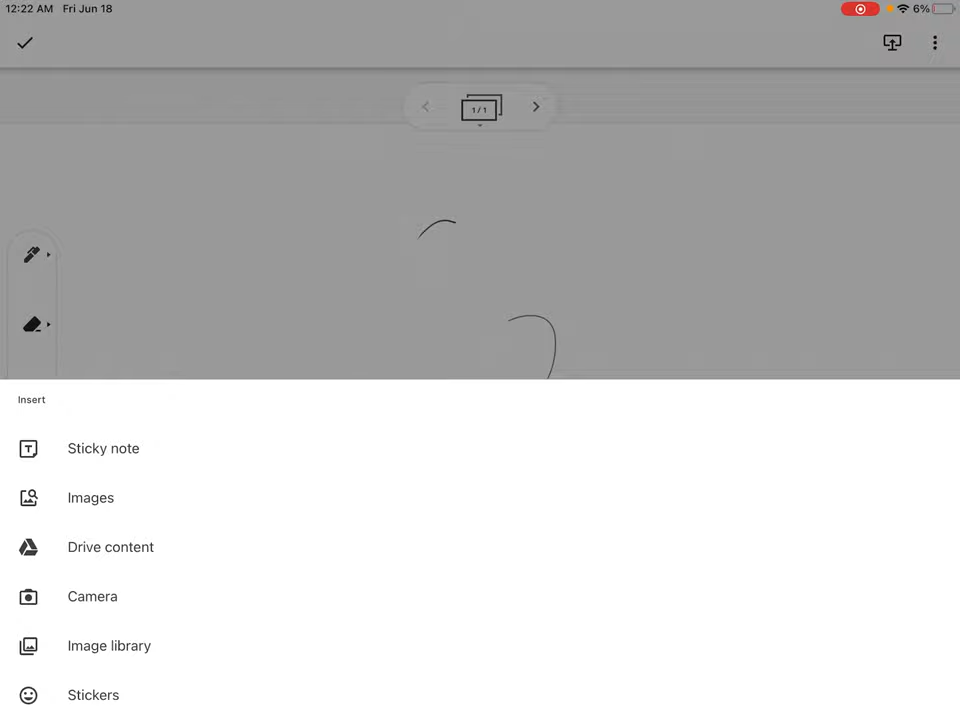 12:22 AM Fri Jun 18 6%
1 / 1
Insert
Sticky note
Images
Drive content
Camera
Image library
Stickers